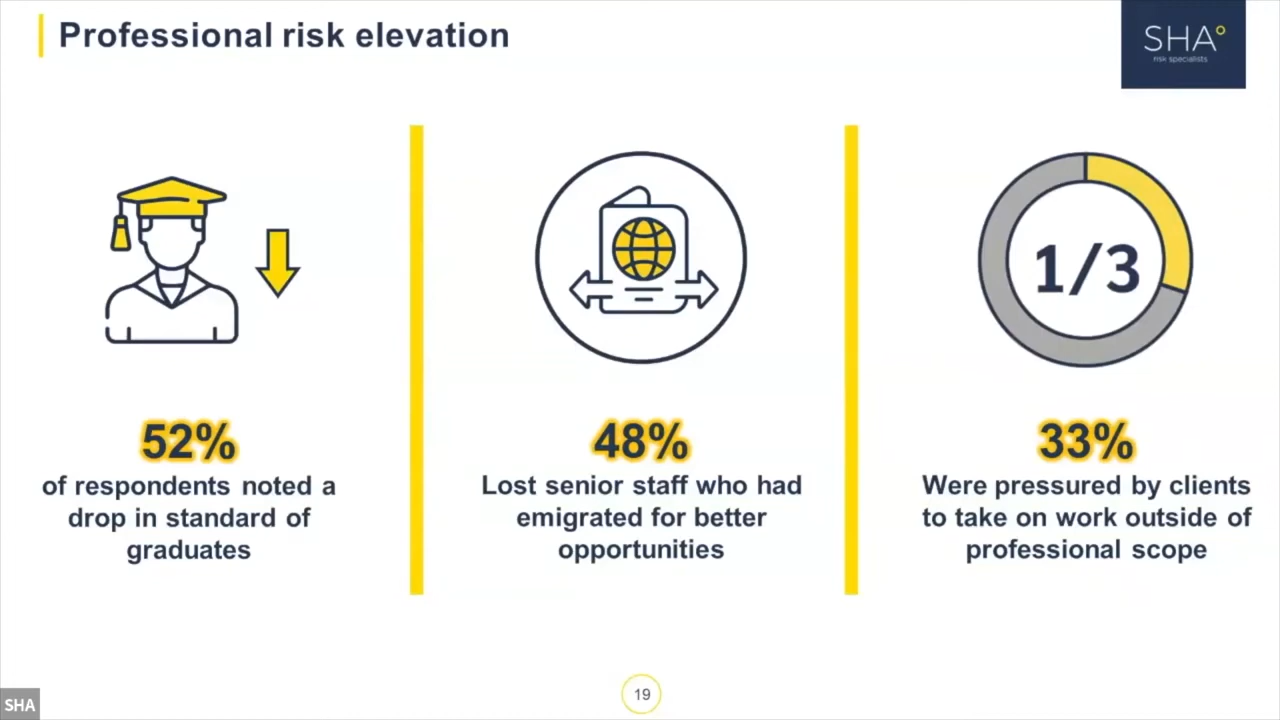 Professional risk elevation
SHA°
risk specialists
1/3
52%
of respondents noted a
drop in standard of
graduates
48%
Lost senior staff who had
emigrated for better
opportunities
33%
Were pressured by clients
to take on work outside of
professional scope
19
SHA